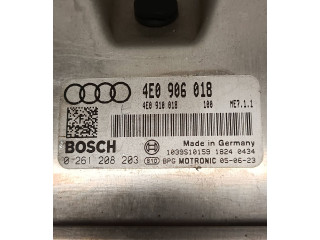 4E0 906 018
4E0 910 018 100 ME7.1.1
BOSCH
Made in Germany
1039S10159 1824 0434
0 261 208 203 BPG MOTRONIC 05-06-23